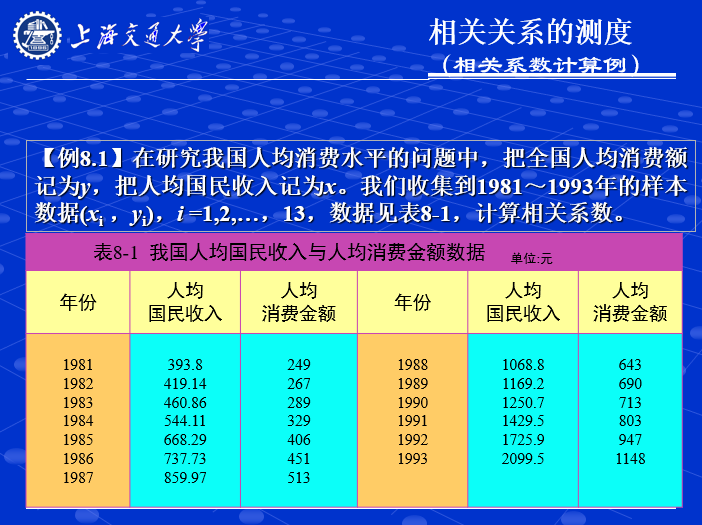 上海交通大学
相关关系的测度
（相关系数计算例）
【例8.1】在研究我国人均消费水平的问题中，把全国人均消费额
记为y，把人均国民收入记为x。我们收集到1981～1993年的样本
数据(xi ，yi)，i =1,2,…，13，数据见表8-1，计算相关系数。
表8-1 我国人均国民收入与人均消费金额数据 单位:元
年份 人均国民收入 人均消费金额 年份 人均国民收入 人均消费金额
1981 393.8 249 1988 1068.8 643
1982 419.14 267 1989 1169.2 690
1983 460.86 289 1990 1250.7 713
1984 544.11 329 1991 1429.5 803
1985 668.29 406 1992 1725.9 947
1986 737.73 451 1993 2099.5 1148
1987 859.97 513